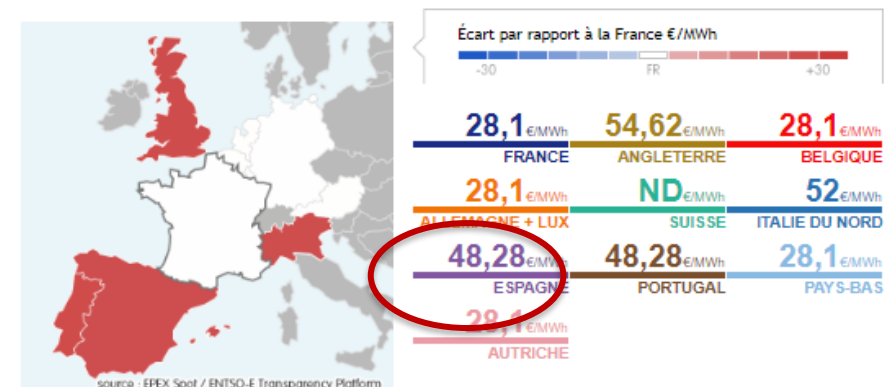 Écart par rapport à la France €/MWh
-30 FR +30
28,1 €/MWh 54,62 €/MWh 28,1 €/MWh
FRANCE ANGLETERRE BELGIQUE
28,1 €/MWh ND €/MWh 52 €/MWh
ALLEMAGNE + LUX SUISSE ITALIE DU NORD
48,28 €/MWh 48,28 €/MWh 28,1 €/MWh
ESPAGNE PORTUGAL PAYS-BAS
28,1 €/MWh
AUTRICHE
source : EPEX Spot / ENTSO-E Transparency Platform